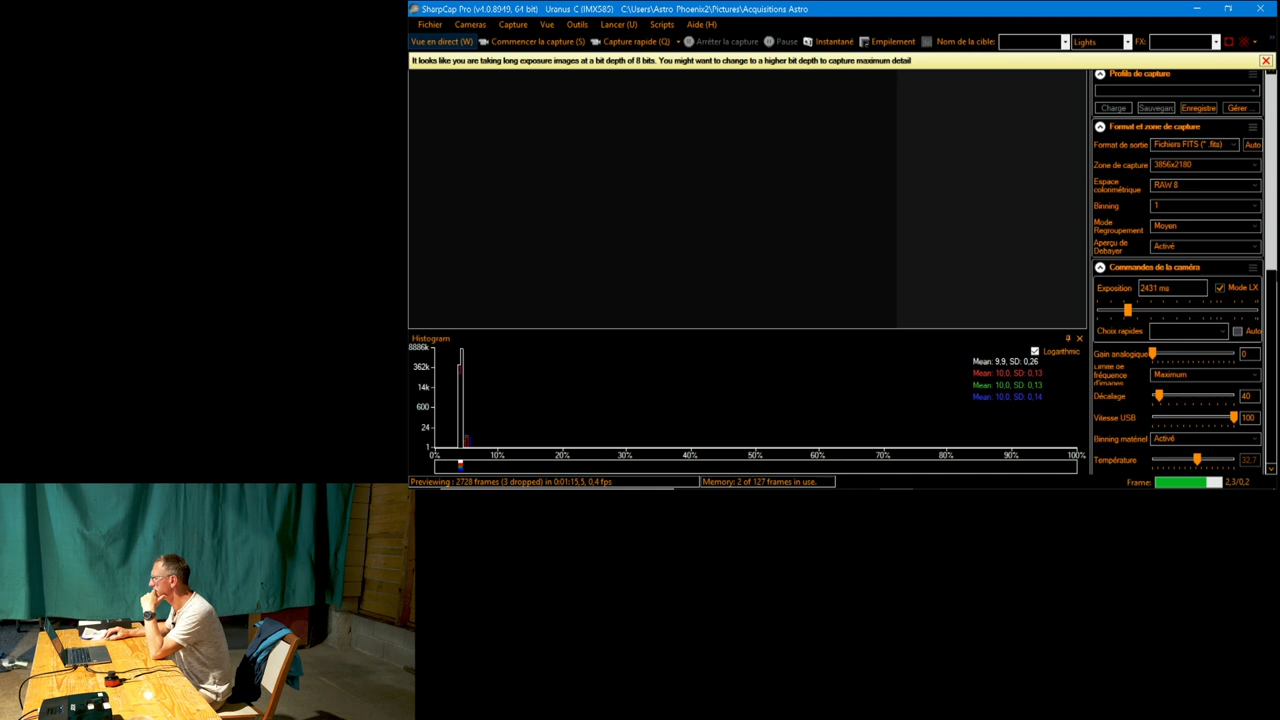 SharpCap Pro (v4.0.8949, 64 bit) Uranus C (IMX585) C:\Users\Astro Phoenix2\Pictures\Acquisitions Astro
Fichier Cameras Capture Vue Outils Lancer (U) Scripts Aide (H)
Vue en direct (W) Commencer la capture (S) Capture rapide (Q) Arrêter la capture Pause Instantané Empilement Nom de la cible: Lights FX:
It looks like you are taking long exposure images at a bit depth of 8 bits. You might want to change to a higher bit depth to capture maximum detail
Profils de capture
Charge Sauvegarc Enregistre Gérer ...
Format et zone de capture
Format de sortie Fichiers FITS (*.fits) Auto
Zone de capture 3856x2180
Espace colorimétrique RAW 8
Binning 1
Mode Regroupement Moyen
Aperçu de Debayer Activé
Commandes de la caméra
Exposition 2431 ms Mode LX
Choix rapides Auto
Gain analogique 0
Limite de fréquence d'images Maximum
Décalage 40
Vitesse USB 100
Binning matériel Activé
Température 32,7
Histogram
Logarithmic
8886k
362k
14k
600
24
1
Mean: 9.9, SD: 0,26
Mean: 10,0, SD: 0,13
Mean: 10,0, SD: 0,13
Mean: 10,0, SD: 0,14
0% 10% 20% 30% 40% 50% 60% 70% 80% 90% 100%
Previewing : 2728 frames (3 dropped) in 0:01:15,5, 0,4 fps Memory: 2 of 127 frames in use. Frame: 2,3/0,2